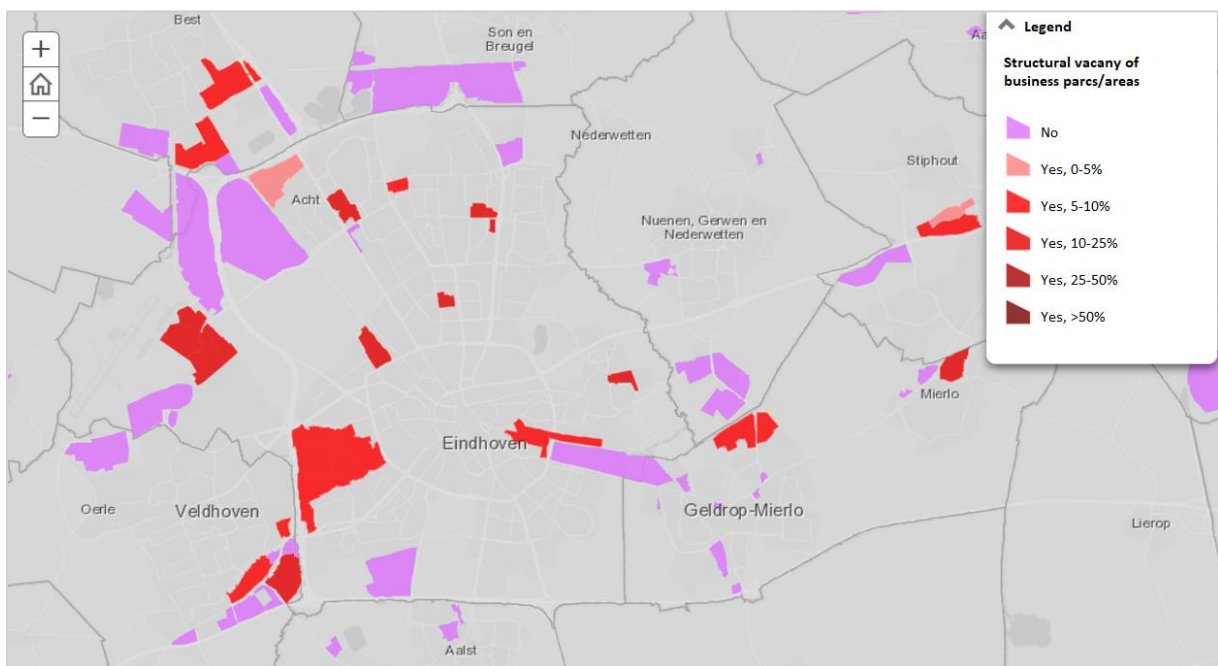 Best
Son en
Breugel
+
−
Nederwetten
Acht
Nuenen, Gerwen en
Nederwetten
Stiphout
Mierlo
Eindhoven
Oerle
Veldhoven
Geldrop-Mierlo
Lierop
Aalst
Aa
Legend
Structural vacancy of
business parcs/areas
No
Yes, 0-5%
Yes, 5-10%
Yes, 10-25%
Yes, 25-50%
Yes, >50%